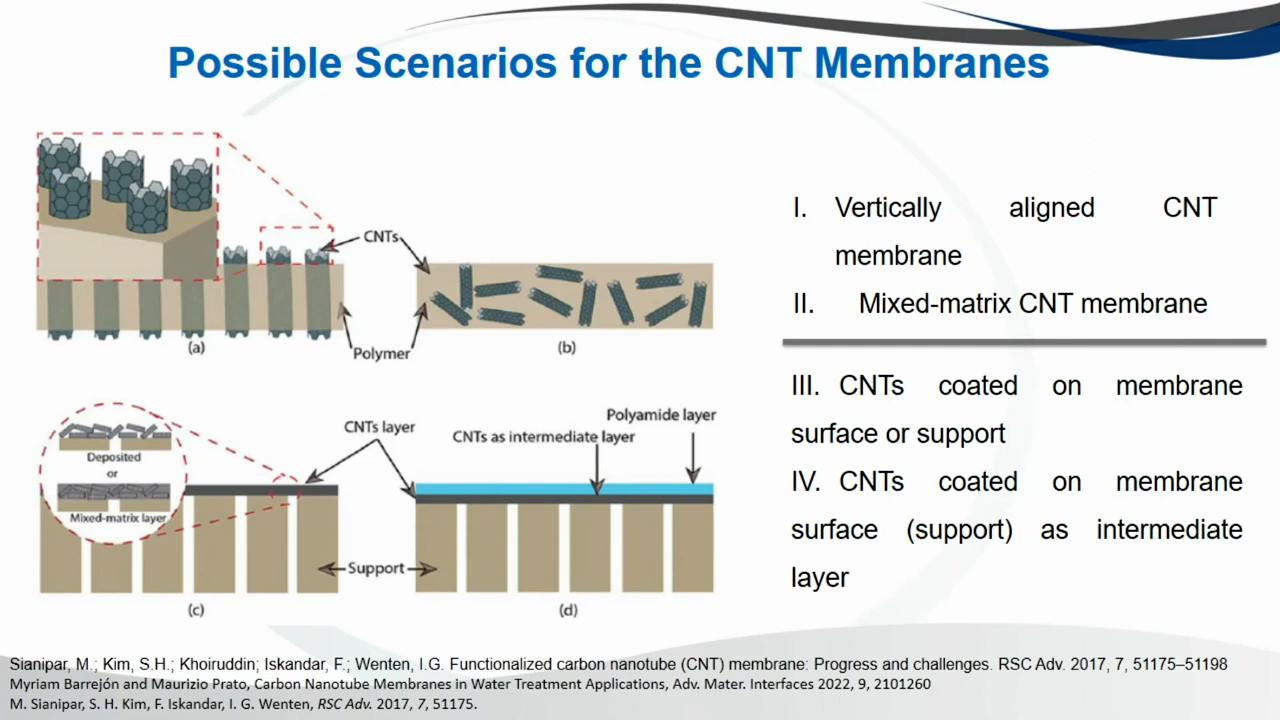 Possible Scenarios for the CNT Membranes
CNTs
Polymer
(a)
(b)
I. Vertically aligned CNT
membrane
II. Mixed-matrix CNT membrane
III. CNTs coated on membrane
surface or support
IV. CNTs coated on membrane
surface (support) as intermediate
layer
Deposited
or
Mixed-matrix layer
CNTs layer
CNTs as intermediate layer
Polyamide layer
Support
(c)
(d)
Sianipar, M.; Kim, S.H.; Khoiruddin; Iskandar, F.; Wenten, I.G. Functionalized carbon nanotube (CNT) membrane: Progress and challenges. RSC Adv. 2017, 7, 51175–51198
Myriam Barrejón and Maurizio Prato, Carbon Nanotube Membranes in Water Treatment Applications, Adv. Mater. Interfaces 2022, 9, 2101260
M. Sianipar, S. H. Kim, F. Iskandar, I. G. Wenten, RSC Adv. 2017, 7, 51175.